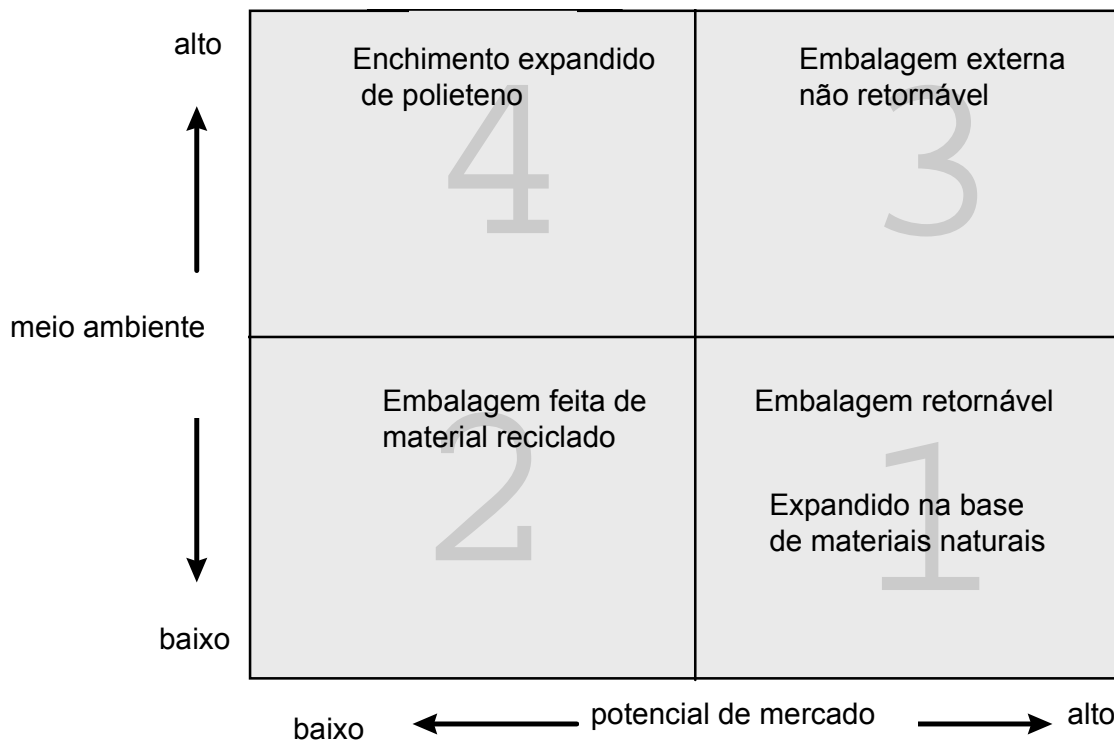 alto
Enchimento expandido
de polieteno
4
Embalagem externa
não retornável
3
meio ambiente
Embalagem feita de
material reciclado
2
Embalagem retornável
Expandido na base
de materiais naturais
1
baixo
baixo
potencial de mercado
alto